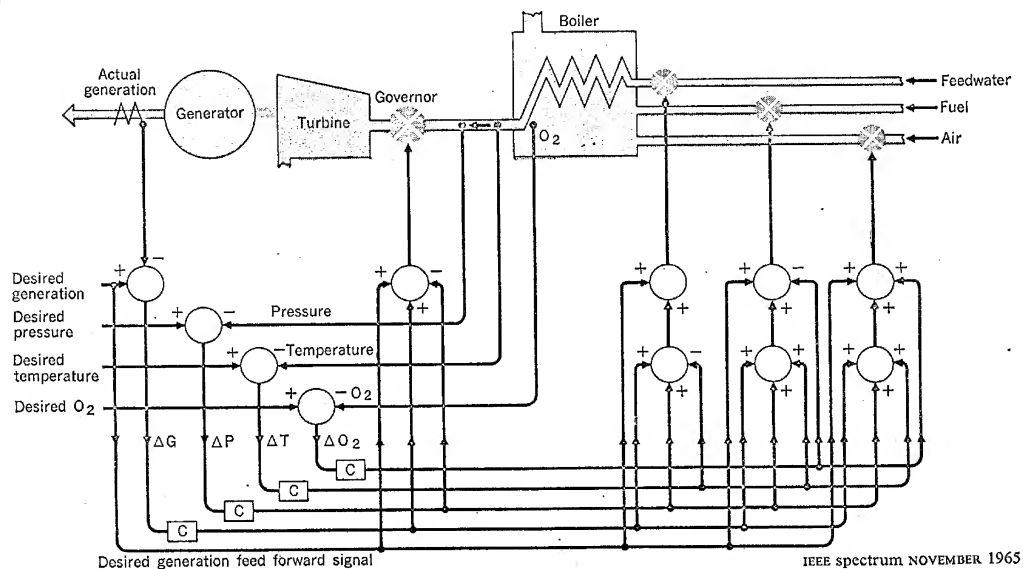 Boiler
Actual
generation
Generator
Turbine
Governor
O2
Feedwater
Fuel
Air
Desired
generation
+
−
Desired
pressure
+
−
Pressure
Desired
temperature
+
−
Temperature
Desired O2
+
− O2
+
−
+
+
+
−
+
+
+
+
+
−
+
+
+
+
+
+
+
ΔG
ΔP
ΔT
ΔO2
C
C
C
C
Desired generation feed forward signal
IEEE spectrum NOVEMBER 1965